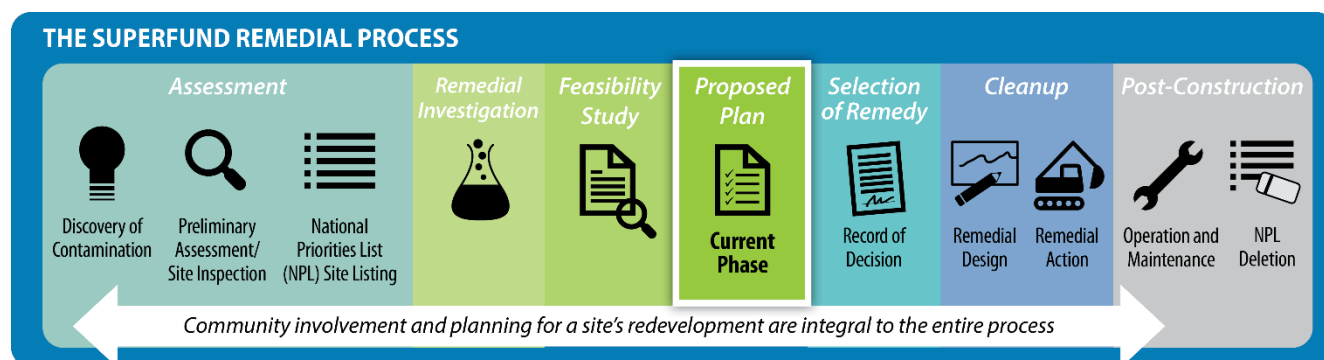 THE SUPERFUND REMEDIAL PROCESS
Assessment
Discovery of
Contamination
Preliminary
Assessment/
Site Inspection
National
Priorities List
(NPL) Site Listing
Remedial
Investigation
Feasibility
Study
Proposed
Plan
Current
Phase
Selection
of Remedy
Record of
Decision
Cleanup
Remedial
Design
Remedial
Action
Post-Construction
Operation and
Maintenance
NPL
Deletion
Community involvement and planning for a site's redevelopment are integral to the entire process